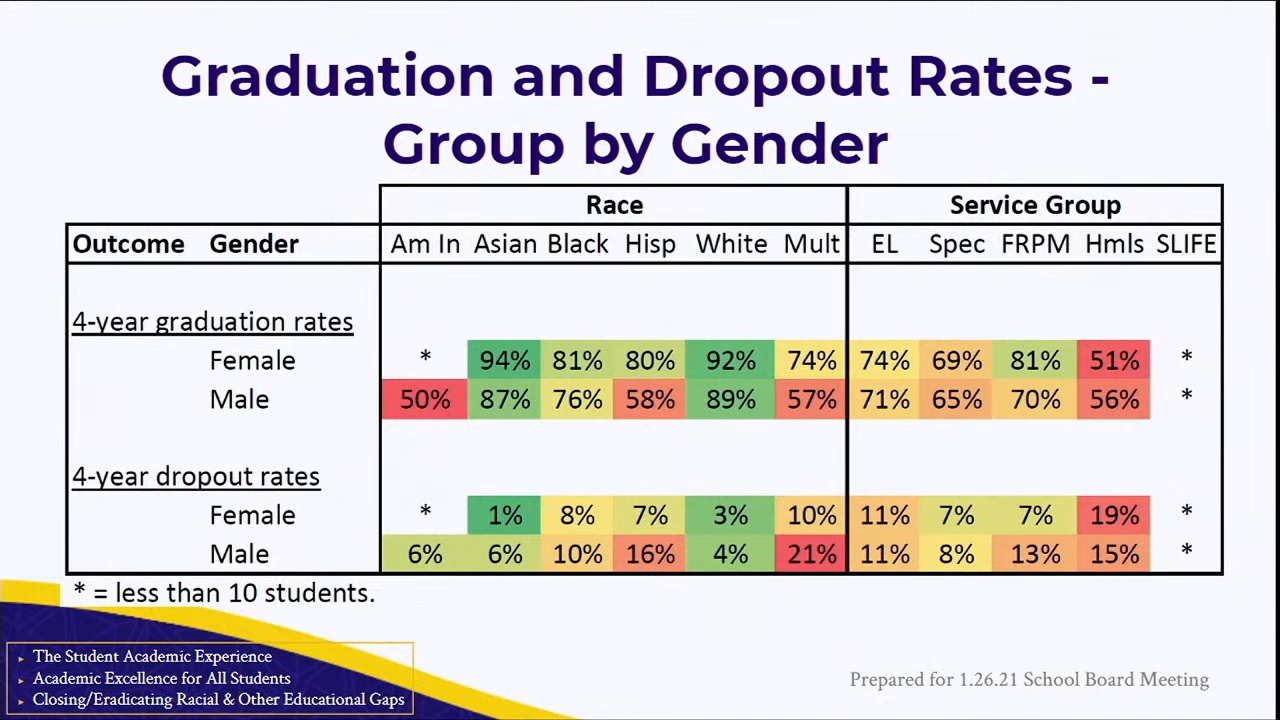 Graduation and Dropout Rates -
Group by Gender
Race Service Group
Outcome Gender Am In Asian Black Hisp White Mult EL Spec FRPM Hmls SLIFE
4-year graduation rates
Female * 94% 81% 80% 92% 74% 74% 69% 81% 51% *
Male 50% 87% 76% 58% 89% 57% 71% 65% 70% 56% *
4-year dropout rates
Female * 1% 8% 7% 3% 10% 11% 7% 7% 19% *
Male 6% 6% 10% 16% 4% 21% 11% 8% 13% 15% *
* = less than 10 students.
The Student Academic Experience
Academic Excellence for All Students
Closing/Eradicating Racial & Other Educational Gaps
Prepared for 1.26.21 School Board Meeting